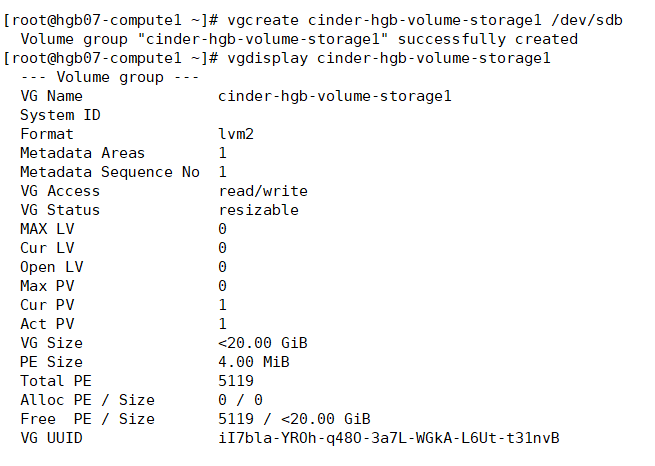 [root@hgb07-compute1 ~]# vgcreate cinder-hgb-volume-storage1 /dev/sdb
  Volume group "cinder-hgb-volume-storage1" successfully created
[root@hgb07-compute1 ~]# vgdisplay cinder-hgb-volume-storage1
  --- Volume group ---
  VG Name               cinder-hgb-volume-storage1
  System ID
  Format                lvm2
  Metadata Areas        1
  Metadata Sequence No  1
  VG Access             read/write
  VG Status             resizable
  MAX LV                0
  Cur LV                0
  Open LV               0
  Max PV                0
  Cur PV                1
  Act PV                1
  VG Size               <20.00 GiB
  PE Size               4.00 MiB
  Total PE              5119
  Alloc PE / Size       0 / 0
  Free  PE / Size       5119 / <20.00 GiB
  VG UUID               iI7bla-YROh-q48O-3a7L-WGkA-L6Ut-t31nvB